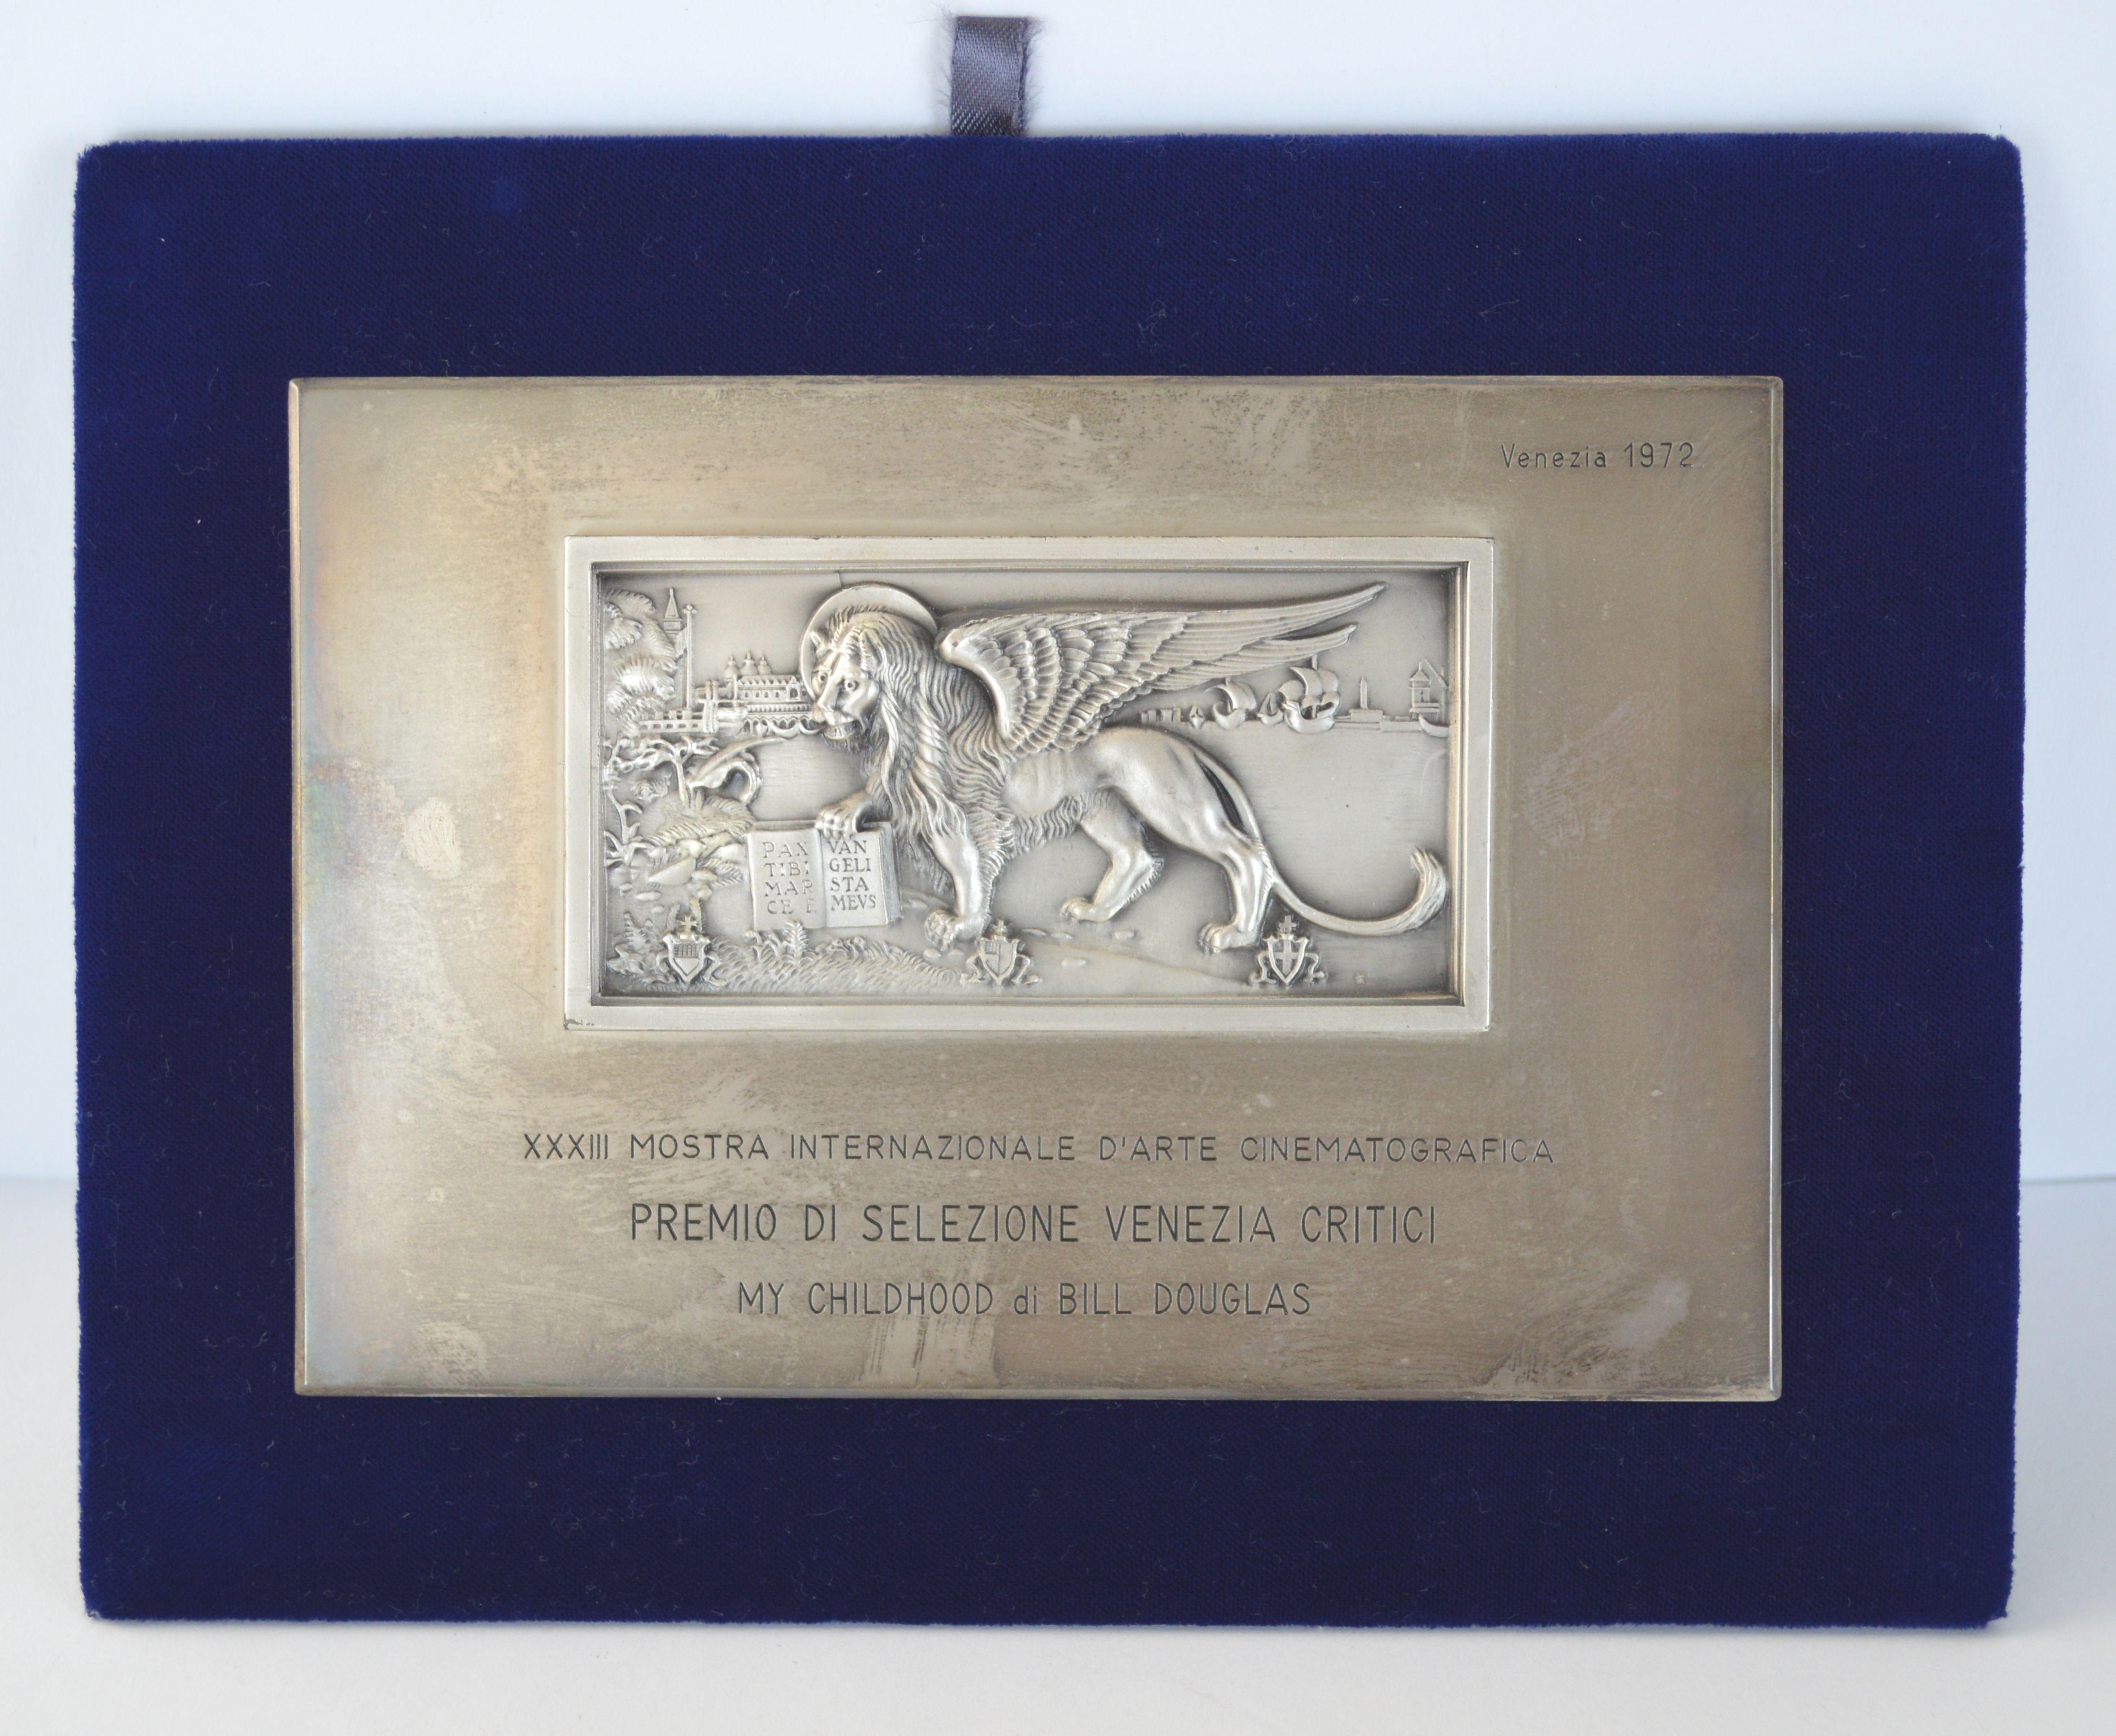 Venezia 1972
PAX
TIBI
MAR
CE E
VAN
GELI
STA
MEVS
XXXIII MOSTRA INTERNAZIONALE D'ARTE CINEMATOGRAFICA
PREMIO DI SELEZIONE VENEZIA CRITICI
MY CHILDHOOD di BILL DOUGLAS